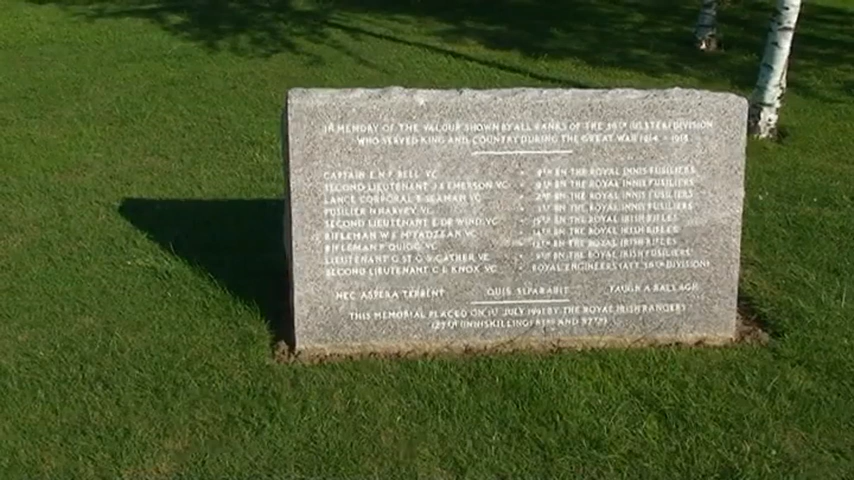 IN MEMORY OF THE VALOUR SHOWN BY ALL RANKS OF THE 36TH (ULSTER) DIVISION
WHO SERVED KING AND COUNTRY DURING THE GREAT WAR 1914 - 1918
CAPTAIN E.N.F. BELL VC 9TH BN THE ROYAL INNIS FUSILIERS
SECOND LIEUTENANT J S EMERSON VC 9TH BN THE ROYAL INNIS FUSILIERS
LANCE CORPORAL E SEAMAN VC 2ND BN THE ROYAL INNIS FUSILIERS
FUSILIER N HARVEY VC BN THE ROYAL INNIS FUSILIERS
SECOND LIEUTENANT E DE WIND VC 15TH BN THE ROYAL IRISH RIFLES
RIFLEMAN W F MCFADZEAN VC 14TH BN THE ROYAL IRISH RIFLES
RIFLEMAN R QUIGG VC 12TH BN THE ROYAL IRISH RIFLES
LIEUTENANT G ST G S CATHER VC 9TH BN THE ROYAL IRISH FUSILIERS
SECOND LIEUTENANT C L KNOX VC ROYAL ENGINEERS (ATT 36TH DIVISION)
NEC ASPERA TERRENT QUIS SEPARABIT FAUGH A BALLAGH
THIS MEMORIAL PLACED ON 1ST JULY 1991 BY THE ROYAL IRISH RANGERS
(27TH (INNISKILLING) 83RD AND 87TH)